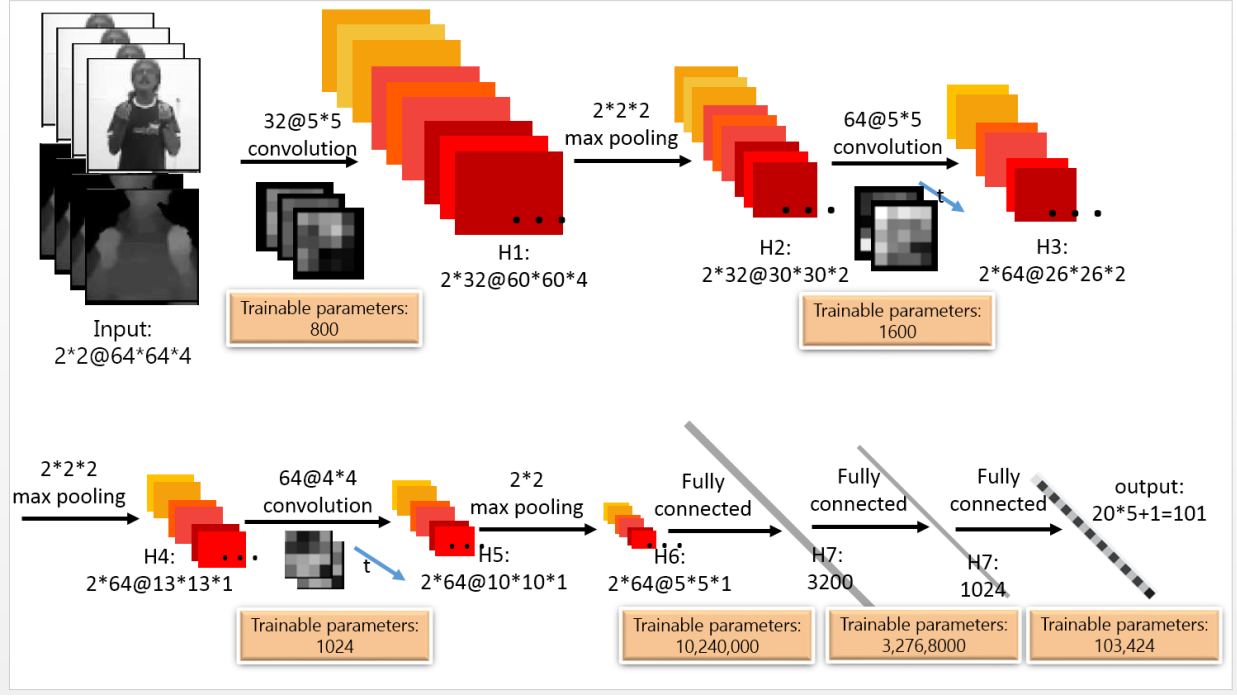 32@5*5
convolution
2*2*2
max pooling
64@5*5
convolution
t
H1:
2*32@60*60*4
H2:
2*32@30*30*2
H3:
2*64@26*26*2
Input:
2*2@64*64*4
Trainable parameters:
800
Trainable parameters:
1600
2*2*2
max pooling
64@4*4
convolution
2*2
max pooling
Fully
connected
Fully
connected
Fully
connected
output:
20*5+1=101
t
H4:
2*64@13*13*1
H5:
2*64@10*10*1
H6:
2*64@5*5*1
H7:
3200
H7:
1024
Trainable parameters:
1024
Trainable parameters:
10,240,000
Trainable parameters:
3,276,8000
Trainable parameters:
103,424